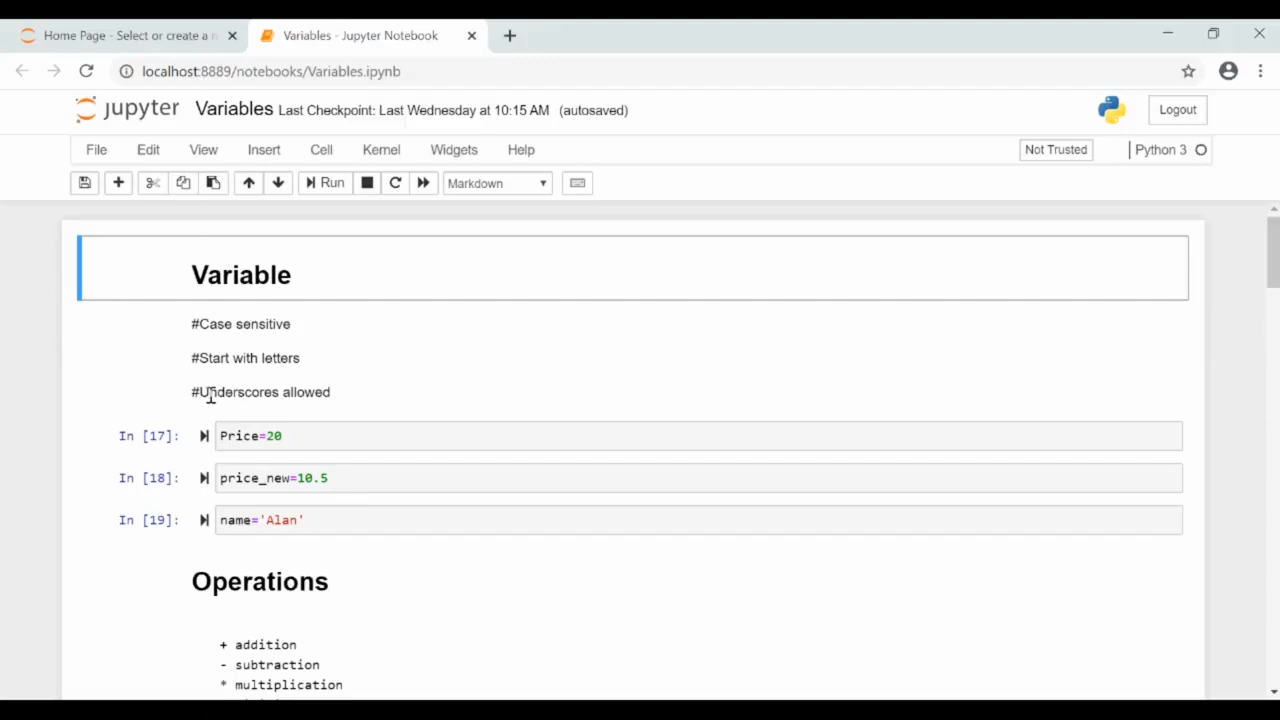 Home Page - Select or create a n
Variables - Jupyter Notebook
localhost:8889/notebooks/Variables.ipynb
jupyter Variables Last Checkpoint: Last Wednesday at 10:15 AM (autosaved)
Logout
File Edit View Insert Cell Kernel Widgets Help
Not Trusted
Python 3
Run
Markdown
Variable
#Case sensitive
#Start with letters
#Underscores allowed
In [17]: Price=20
In [18]: price_new=10.5
In [19]: name='Alan'
Operations
+ addition
- subtraction
* multiplication